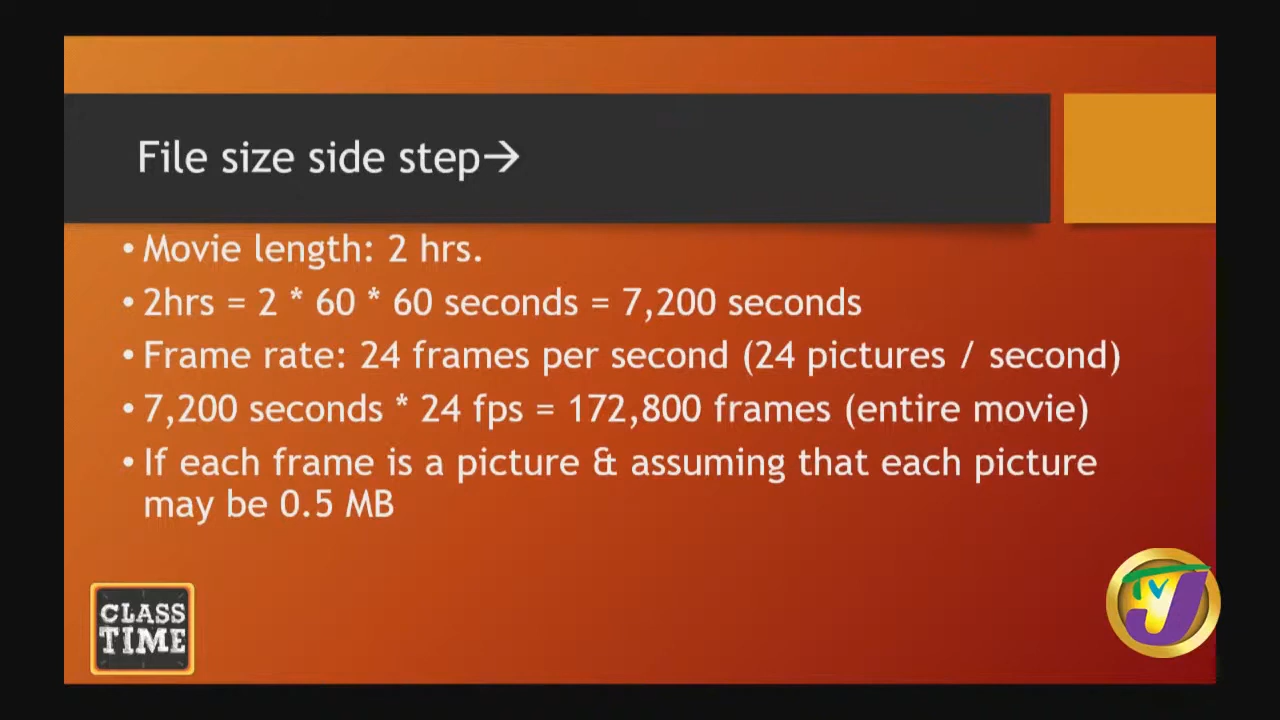 File size side step→
• Movie length: 2 hrs.
• 2hrs = 2 * 60 * 60 seconds = 7,200 seconds
• Frame rate: 24 frames per second (24 pictures / second)
• 7,200 seconds * 24 fps = 172,800 frames (entire movie)
• If each frame is a picture & assuming that each picture
may be 0.5 MB
CLASS
TIME
TVJ